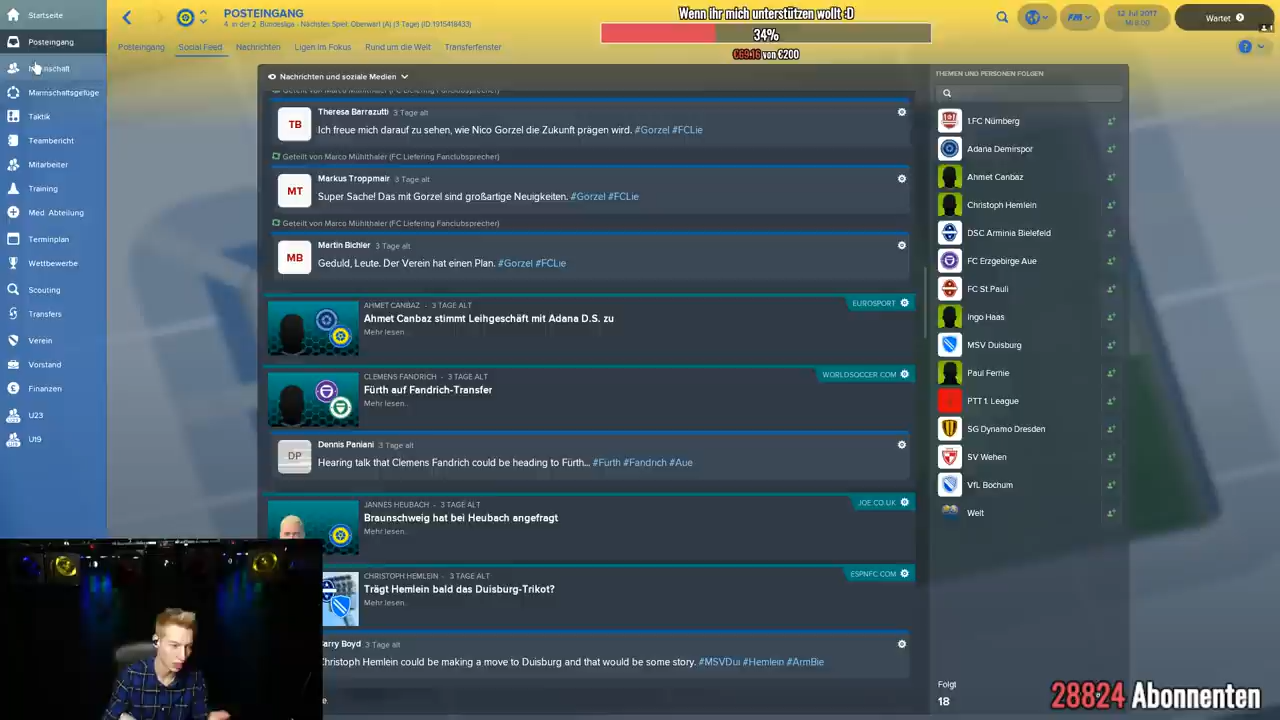 Startseite
POSTEINGANG
4. in der 2. Bundesliga - Nächstes Spiel: Oberwart (A) (3 Tage) (ID:1915418433)
Wenn ihr mich unterstützen wollt :D
34%
€69.16 von €200
12 Jul 2017
Mi 8:00
Wartet
Posteingang
Social Feed
Nachrichten
Ligen im Fokus
Rund um die Welt
Transferfenster
Posteingang
Mannschaftsgefüge
Taktik
Teambericht
Mitarbeiter
Training
Med. Abteilung
Terminplan
Wettbewerbe
Scouting
Transfers
Verein
Vorstand
Finanzen
U23
U19
Nachrichten und soziale Medien
Geteilt von Marco Mühlthaler (FC Liefering Fanclubsprecher)
TB
Theresa Barrazutti 3 Tage alt
Ich freue mich darauf zu sehen, wie Nico Gorzel die Zukunft prägen wird. #Gorzel #FCLie
Geteilt von Marco Mühlthaler (FC Liefering Fanclubsprecher)
MT
Markus Troppmair 3 Tage alt
Super Sache! Das mit Gorzel sind großartige Neuigkeiten. #Gorzel #FCLie
Geteilt von Marco Mühlthaler (FC Liefering Fanclubsprecher)
MB
Martin Bichler 3 Tage alt
Geduld, Leute. Der Verein hat einen Plan. #Gorzel #FCLie
AHMET CANBAZ - 3 TAGE ALT
EUROSPORT
Ahmet Canbaz stimmt Leihgeschäft mit Adana D.S. zu
Mehr lesen...
CLEMENS FANDRICH - 3 TAGE ALT
WORLDSOCCER.COM
Fürth auf Fandrich-Transfer
Mehr lesen...
DP
Dennis Paniani 3 Tage alt
Hearing talk that Clemens Fandrich could be heading to Fürth... #Fürth #Fandrich #Aue
JANNES HEUBACH - 3 TAGE ALT
JOE.CO.UK
Braunschweig hat bei Heubach angefragt
Mehr lesen...
CHRISTOPH HEMLEIN - 3 TAGE ALT
ESPNFC.COM
Trägt Hemlein bald das Duisburg-Trikot?
Mehr lesen...
Boyd 3 Tage alt
Christoph Hemlein could be making a move to Duisburg and that would be some story. #MSVDui #Hemlein #ArmBie
THEMEN UND PERSONEN FOLGEN
1.FC Nürnberg
Adana Demirspor
Ahmet Canbaz
Christoph Hemlein
DSC Arminia Bielefeld
FC Erzgebirge Aue
FC St.Pauli
Ingo Haas
MSV Duisburg
Paul Fernie
PTT 1. League
SG Dynamo Dresden
SV Wehen
VfL Bochum
Welt
Folgt
18
28824 Abonnenten